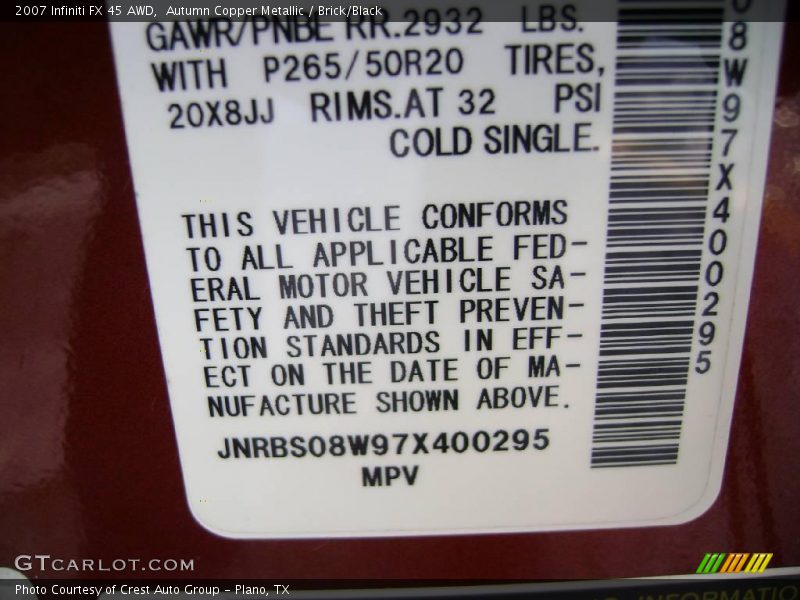 2007 Infiniti FX 45 AWD, Autumn Copper Metallic / Brick/Black
GAWR/PNBE RR.2932 LBS.
WITH P265/50R20 TIRES,
20X8JJ RIMS.AT 32 PSI
COLD SINGLE.
THIS VEHICLE CONFORMS
TO ALL APPLICABLE FED-
ERAL MOTOR VEHICLE SA-
FETY AND THEFT PREVEN-
TION STANDARDS IN EFF-
ECT ON THE DATE OF MA-
NUFACTURE SHOWN ABOVE.
JNRBS08W97X400295
MPV
08W97X400295
GTCARLOT.COM
Photo Courtesy of Crest Auto Group - Plano, TX
INFORMATIO